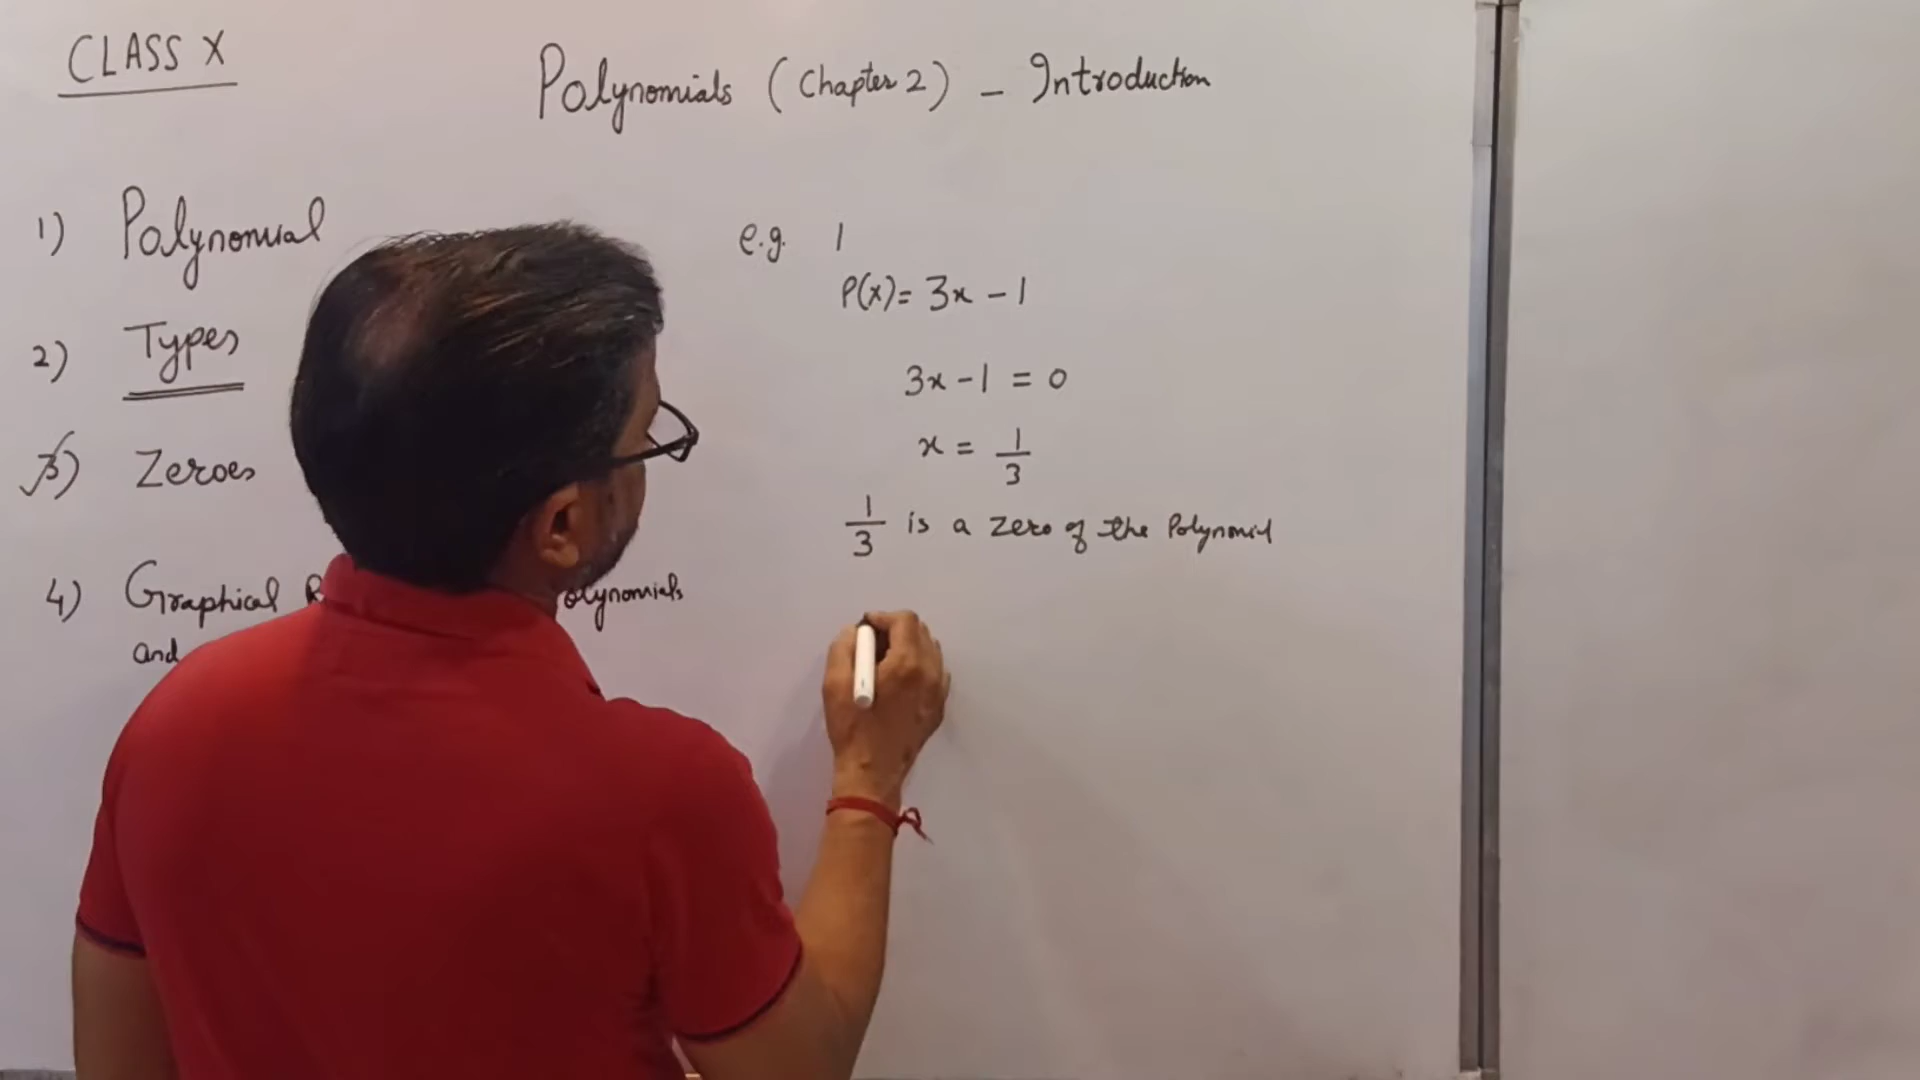 CLASS X
Polynomials (Chapter 2) - Introduction
1) Polynomial
2) Types
3) Zeroes
4) Graphical Polynomials
and
e.g. 1
P(x) = 3x - 1
3x - 1 = 0
x = 1/3
1/3 is a zero of the Polynomial